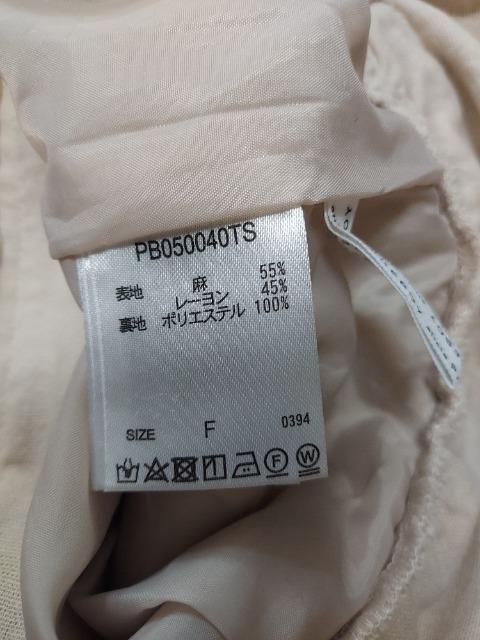 PB050040TS
表地 麻 55%
レーヨン 45%
裏地 ポリエステル 100%
SIZE F 0394
F W